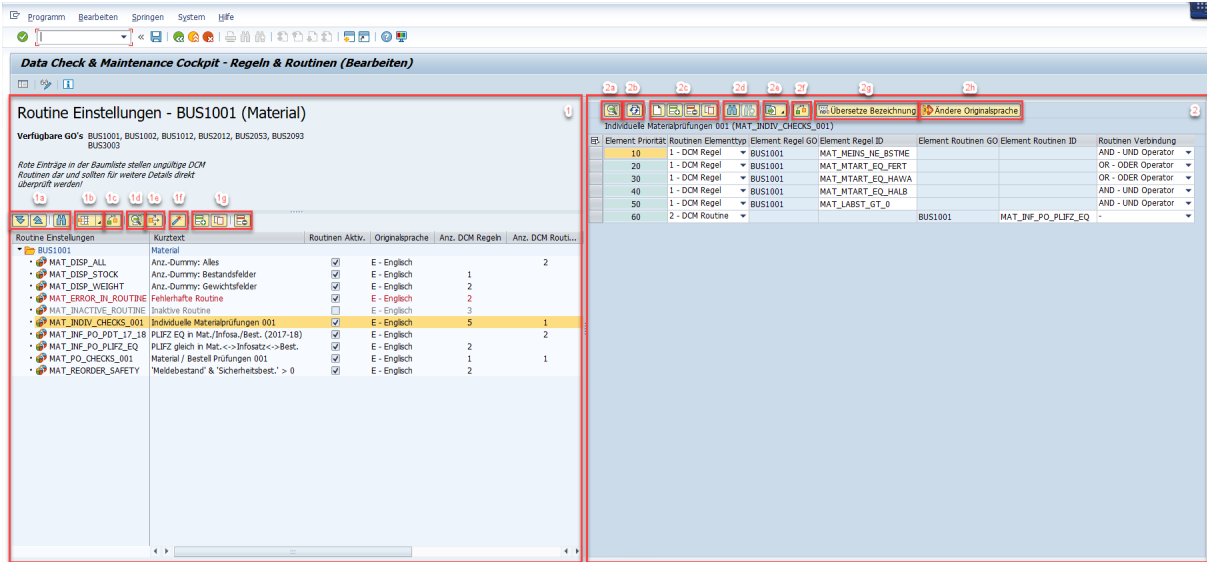 Programm Bearbeiten Springen System Hilfe
Data Check & Maintenance Cockpit - Regeln & Routinen (Bearbeiten)
Routine Einstellungen - BUS1001 (Material)
1
Verfügbare GO's BUS1001, BUS1002, BUS1012, BUS2012, BUS2053, BUS2093
BUS3003
Rote Einträge in der Baumliste stellen ungültige DCM
Routinen dar und sollten für weitere Details direkt
überprüft werden!
1a 1b 1c 1d 1e 1f 1g
Routine Einstellungen Kurztext Routinen Aktiv. Originalsprache Anz. DCM Regeln Anz. DCM Routi...
BUS1001 Material
MAT_DISP_ALL Anz.-Dummy: Alles E - Englisch 2
MAT_DISP_STOCK Anz.-Dummy: Bestandsfelder E - Englisch 1
MAT_DISP_WEIGHT Anz.-Dummy: Gewichtsfelder E - Englisch 2
MAT_ERROR_IN_ROUTINE Fehlerhafte Routine E - Englisch 2
MAT_INACTIVE_ROUTINE Inaktive Routine E - Englisch 3
MAT_INDIV_CHECKS_001 Individuelle Materialprüfungen 001 E - Englisch 5 1
MAT_INF_PO_PDT_17_18 PLIFZ EQ in Mat./Infosa./Best. (2017-18) E - Englisch 2
MAT_INF_PO_PLIFZ_EQ PLIFZ gleich in Mat.<->Infosatz<->Best. E - Englisch 2
MAT_PO_CHECKS_001 Material / Bestell Prüfungen 001 E - Englisch 1 1
MAT_REORDER_SAFETY 'Meldebestand' & 'Sicherheitsbest.' > 0 E - Englisch 2
2a 2b 2c 2d 2e 2f 2g 2h
Übersetze Bezeichnung Ändere Originalsprache 2
Individuelle Materialprüfungen 001 (MAT_INDIV_CHECKS_001)
Element Priorität Routinen Elementtyp Element Regel GO Element Regel ID Element Routinen GO Element Routinen ID Routinen Verbindung
10 1 - DCM Regel BUS1001 MAT_MEINS_NE_BSTME AND - UND Operator
20 1 - DCM Regel BUS1001 MAT_MTART_EQ_FERT OR - ODER Operator
30 1 - DCM Regel BUS1001 MAT_MTART_EQ_HAWA OR - ODER Operator
40 1 - DCM Regel BUS1001 MAT_MTART_EQ_HALB AND - UND Operator
50 1 - DCM Regel BUS1001 MAT_LABST_GT_0 AND - UND Operator
60 2 - DCM Routine BUS1001 MAT_INF_PO_PLIFZ_EQ -